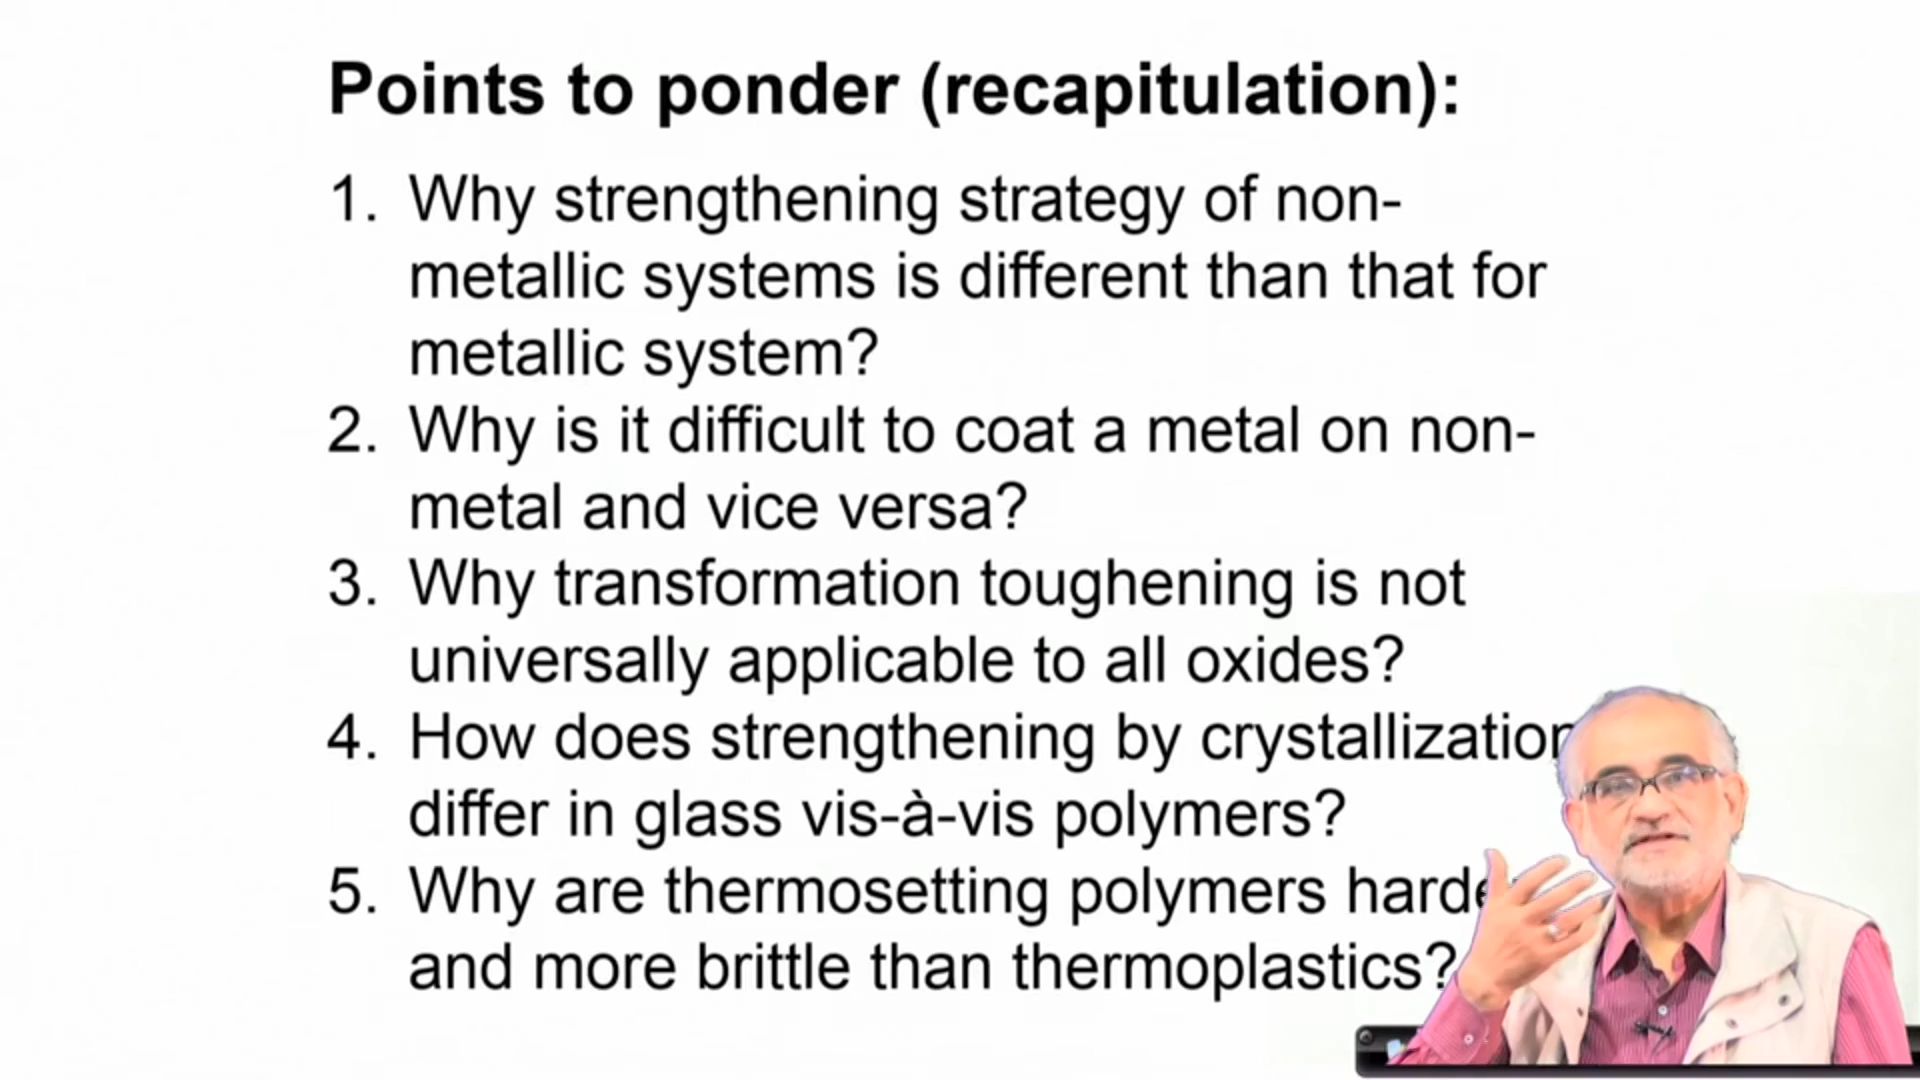 Points to ponder (recapitulation):
1. Why strengthening strategy of non-
metallic systems is different than that for
metallic system?
2. Why is it difficult to coat a metal on non-
metal and vice versa?
3. Why transformation toughening is not
universally applicable to all oxides?
4. How does strengthening by crystallization
differ in glass vis-à-vis polymers?
5. Why are thermosetting polymers harde
and more brittle than thermoplastics?